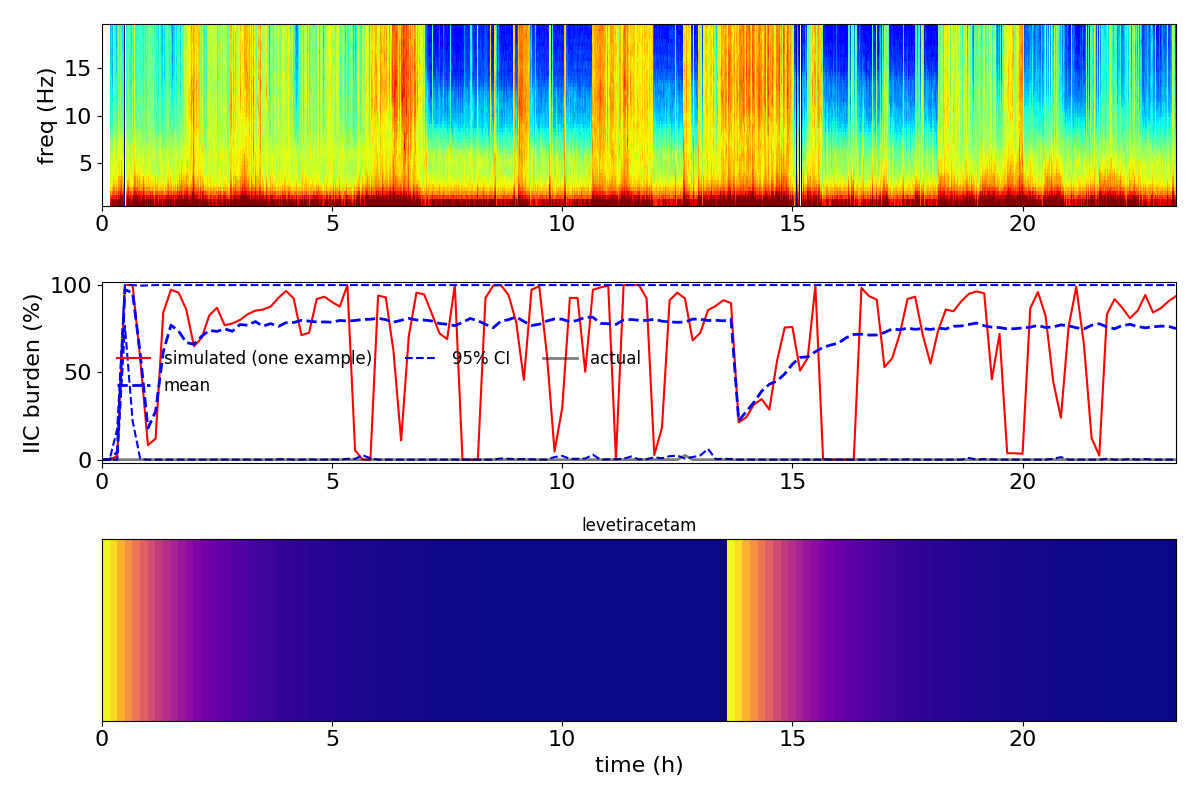 freq (Hz)
15
10
5
0 5 10 15 20
IIC burden (%)
100
50
0
simulated (one example) 95% CI actual
mean
0 5 10 15 20
levetiracetam
0 5 10 15 20
time (h)